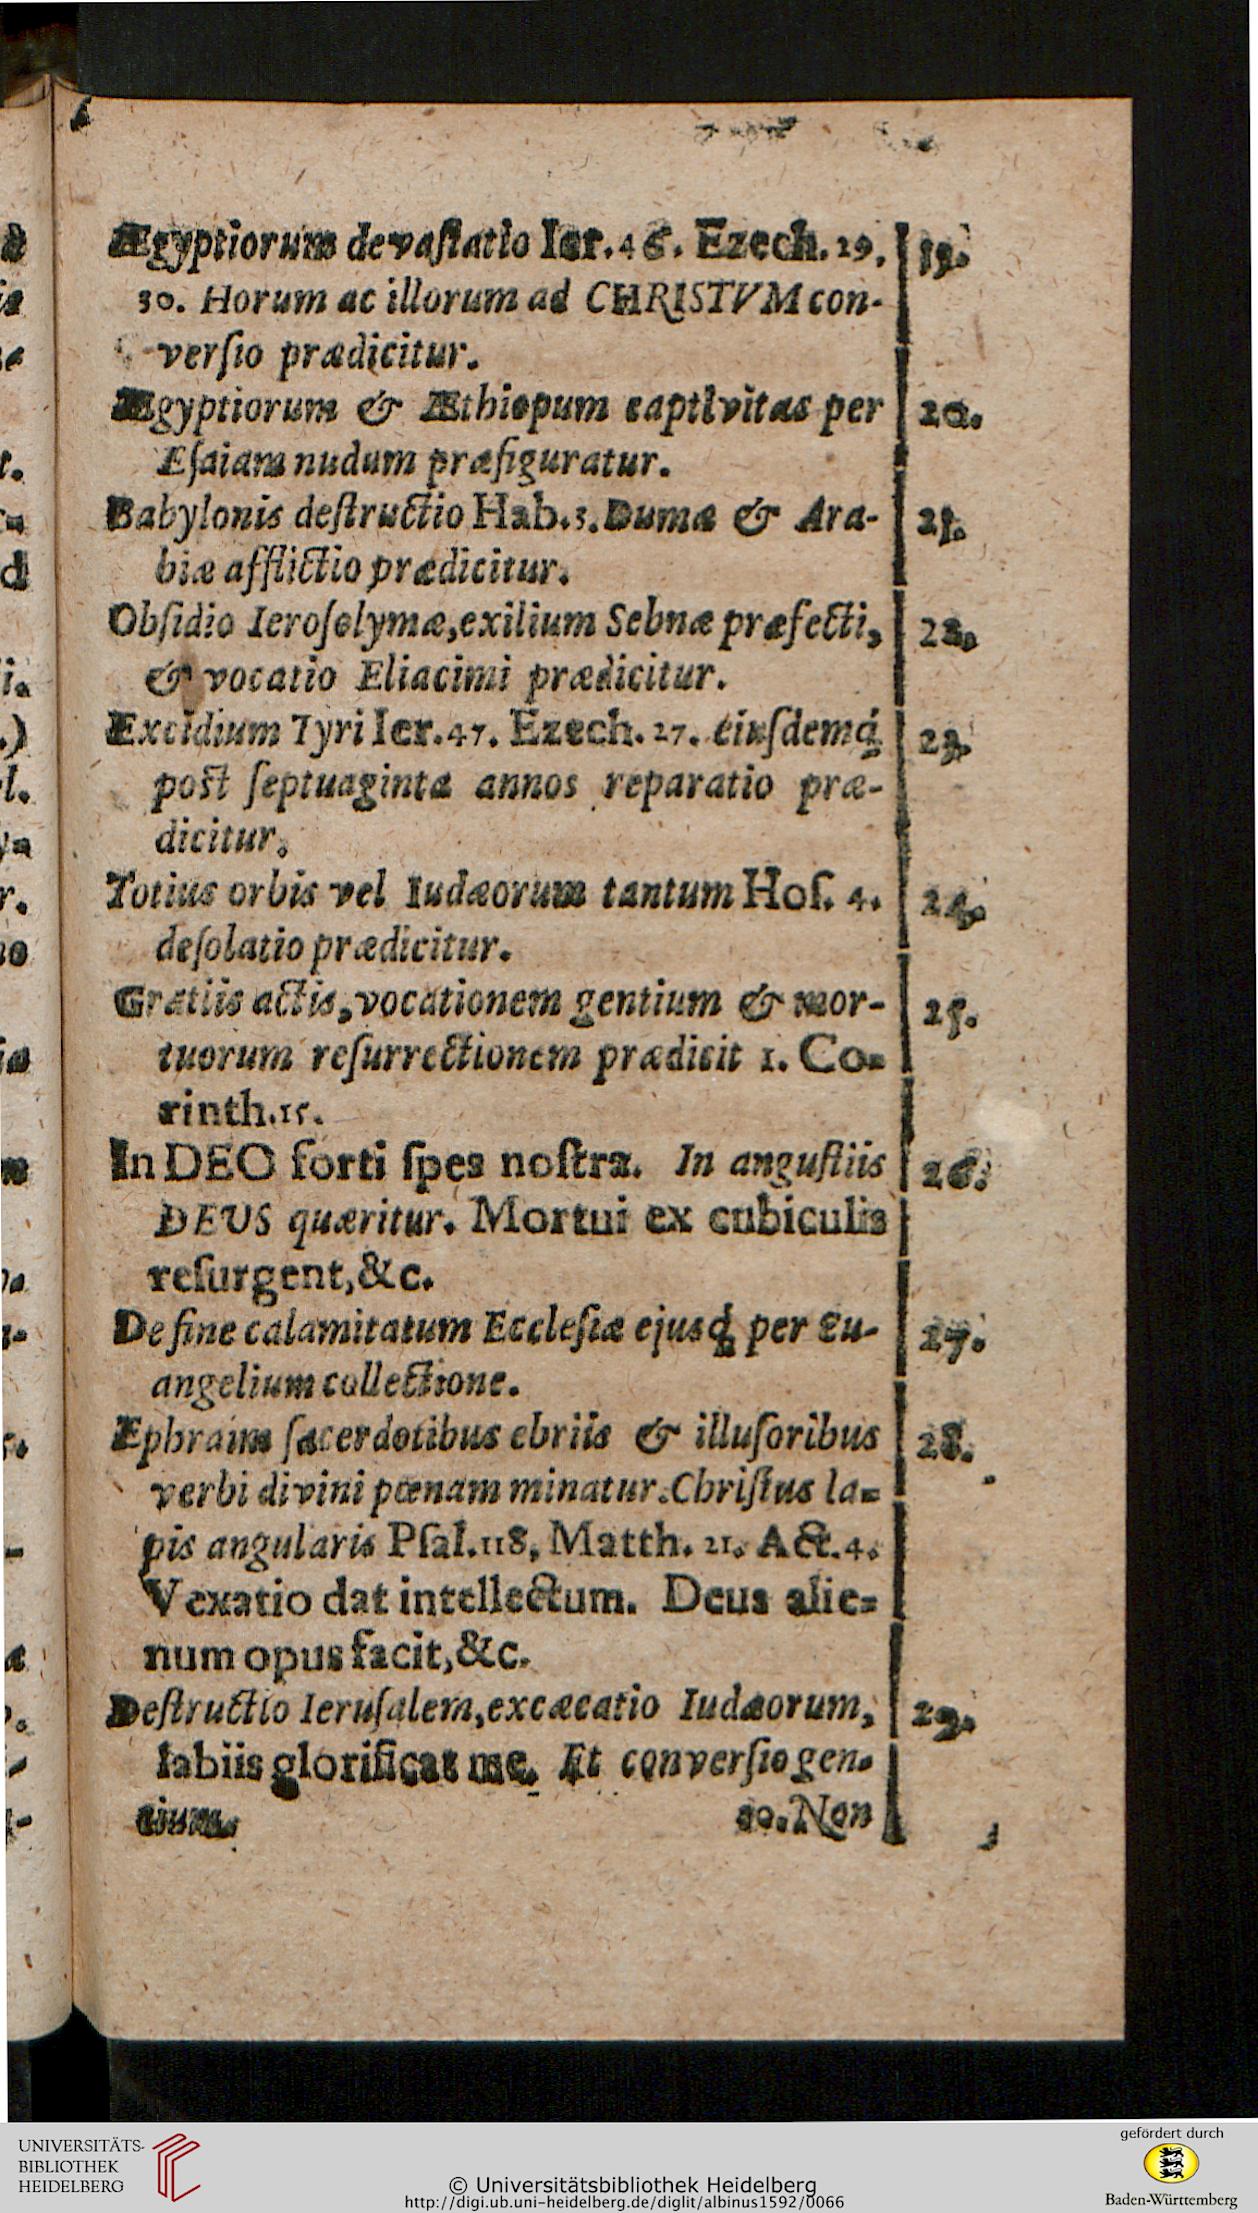 Ægyptiorum devaſtatio Ier. 46. Ezech. 29. 19.
30. Horum ac illorum ad CHRISTVM con-
verſio prædicitur.
Ægyptiorum & Æthiopum captivitas per 20.
Eſaiam nudum præfiguratur.
Babylonis deſtructio Hab. 3. Dumæ & Ara- 21.
biæ afflictio prædicitur.
Obſidio Ieroſolymæ, exilium Sebnæ præfecti, 22.
& vocatio Eliacimi prædicitur.
Excidium Tyri Ier. 47. Ezech. 27. eiuſdemq́; 23.
poſt ſeptuaginta annos reparatio præ-
dicitur.
Totius orbis vel Iudæorum tantum Hoſ. 4. 24.
deſolatio prædicitur.
Gratiis actis, vocationem gentium & mor- 25.
tuorum reſurrectionem prædicit 1. Co-
rinth. 15.
In DEO forti ſpes noſtra. In anguſtiis 26.
DEUS quæritur. Mortui ex cubiculis
reſurgent, &c.
De fine calamitatum Eccleſiæ ejusq́; per Eu- 27.
angelium collectione.
Ephraim ſacerdotibus ebriis & illuſoribus 28.
verbi divini pœnam minatur. Chriſtus la-
pis angularis Pſal. 118, Matth. 21. Act. 4.
Vexatio dat intellectum. Deus alie-
num opus facit, &c.
Deſtructio Ieruſalem, excæcatio Iudæorum, 29.
labiis glorificat me. Et converſio gen-
tium. 30. Non
UNIVERSITÄTS-
BIBLIOTHEK
HEIDELBERG
© Universitätsbibliothek Heidelberg
http://digi.ub.uni-heidelberg.de/diglit/albinus1592/0066
gefördert durch
Baden-Württemberg